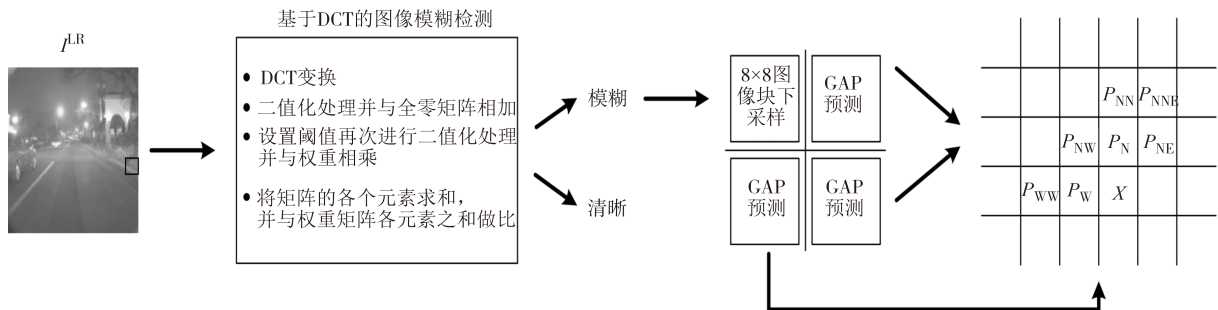 I^LR
基于DCT的图像模糊检测
● DCT变换
● 二值化处理并与全零矩阵相加
● 设置阈值再次进行二值化处理
并与权重相乘
● 将矩阵的各个元素求和，
并与权重矩阵各元素之和做比
模糊
清晰
8×8图
像块下
采样
GAP
预测
GAP
预测
GAP
预测
P_NN P_NNE
P_NW P_N P_NE
P_WW P_W X